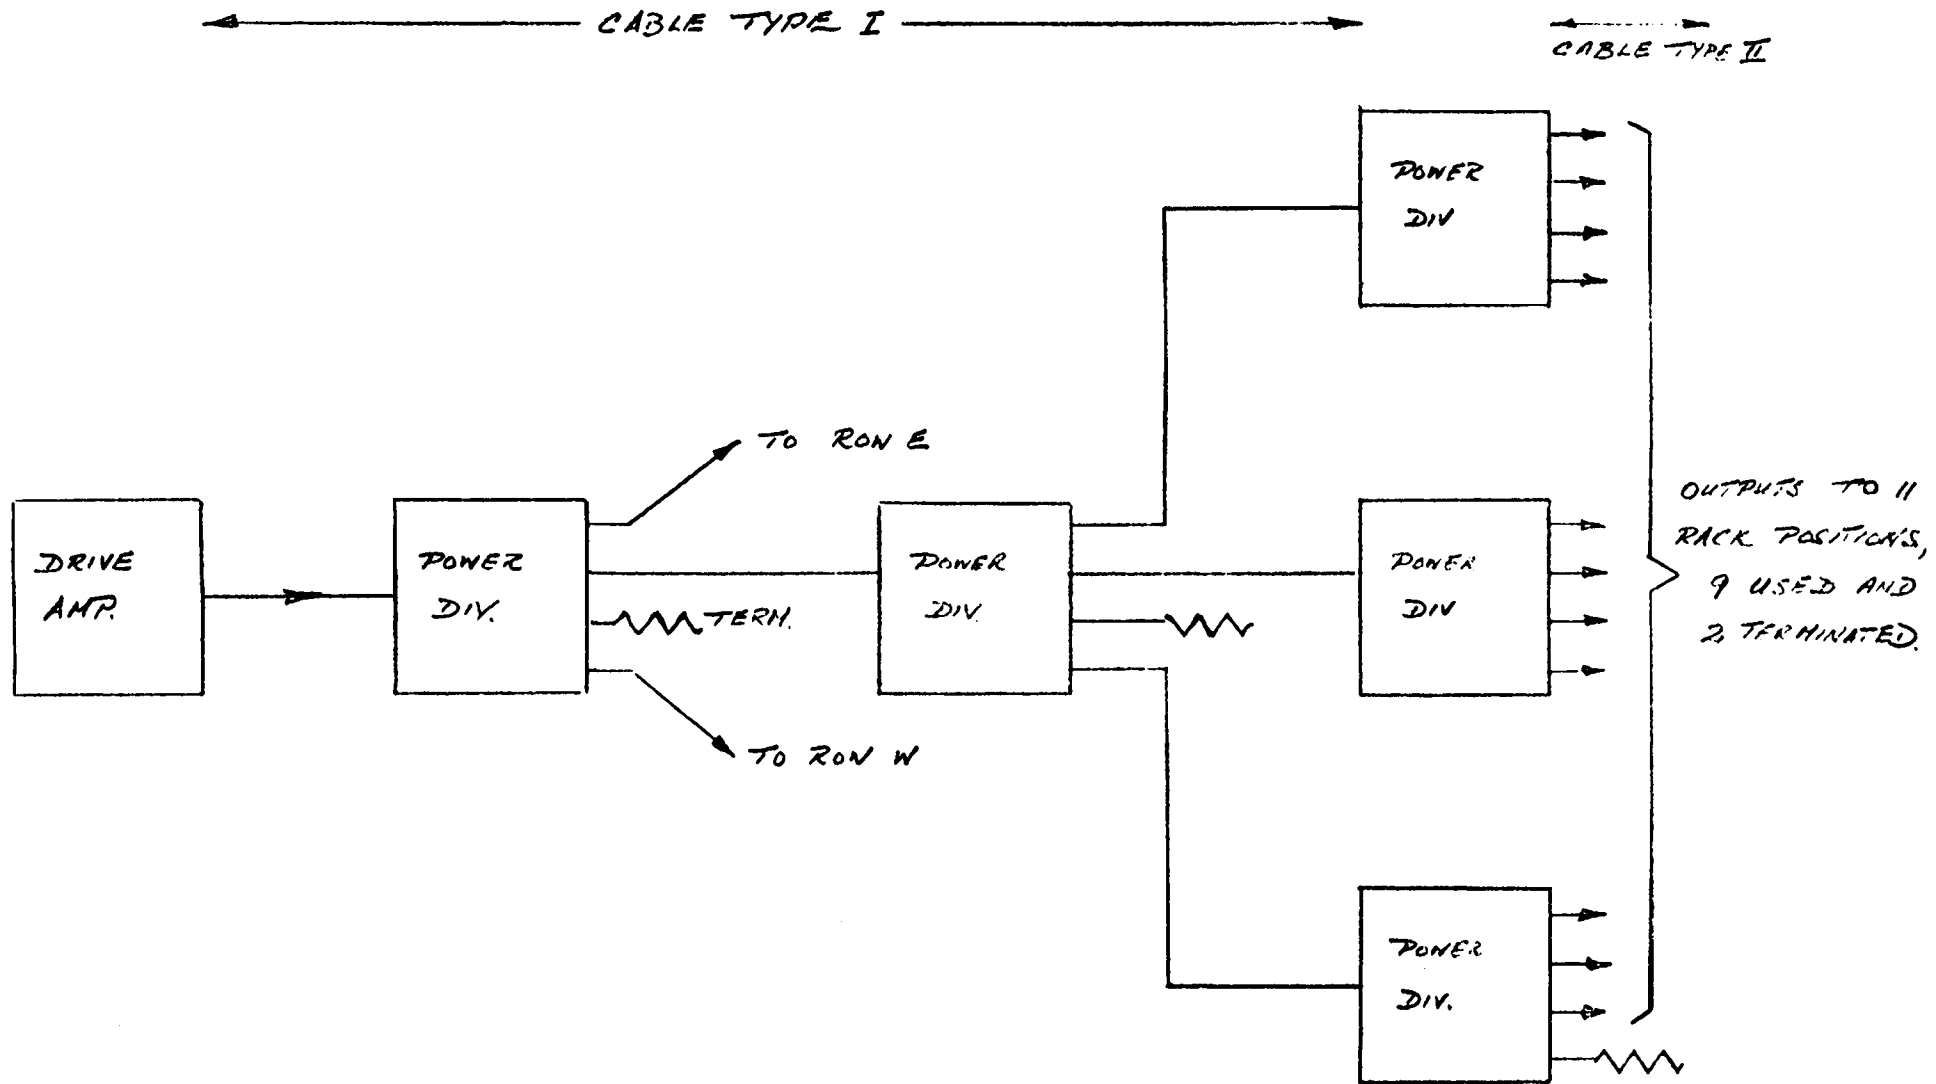 CABLE TYPE I
CABLE TYPE II
POWER
DIV
TO ROW E
DRIVE
AMP.
POWER
DIV.
TERM.
POWER
DIV.
POWER
DIV
OUTPUTS TO 11
RACK POSITION'S,
9 USED AND
2, TERMINATED.
TO ROW W
POWER
DIV.